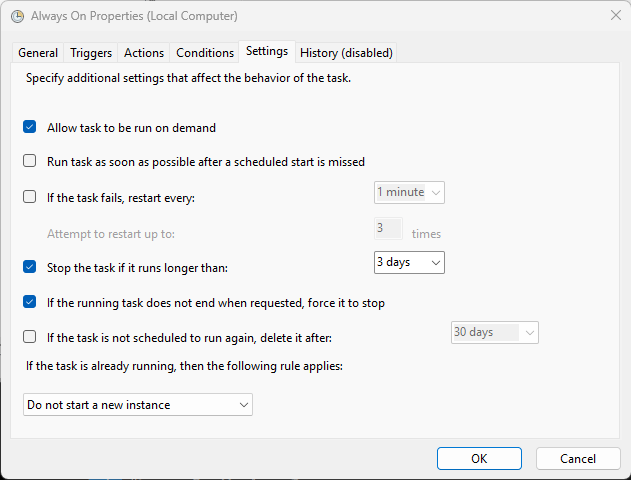 Always On Properties (Local Computer)
General Triggers Actions Conditions Settings History (disabled)
Specify additional settings that affect the behavior of the task.
Allow task to be run on demand
Run task as soon as possible after a scheduled start is missed
If the task fails, restart every: 1 minute
Attempt to restart up to: 3 times
Stop the task if it runs longer than: 3 days
If the running task does not end when requested, force it to stop
If the task is not scheduled to run again, delete it after: 30 days
If the task is already running, then the following rule applies:
Do not start a new instance
OK Cancel